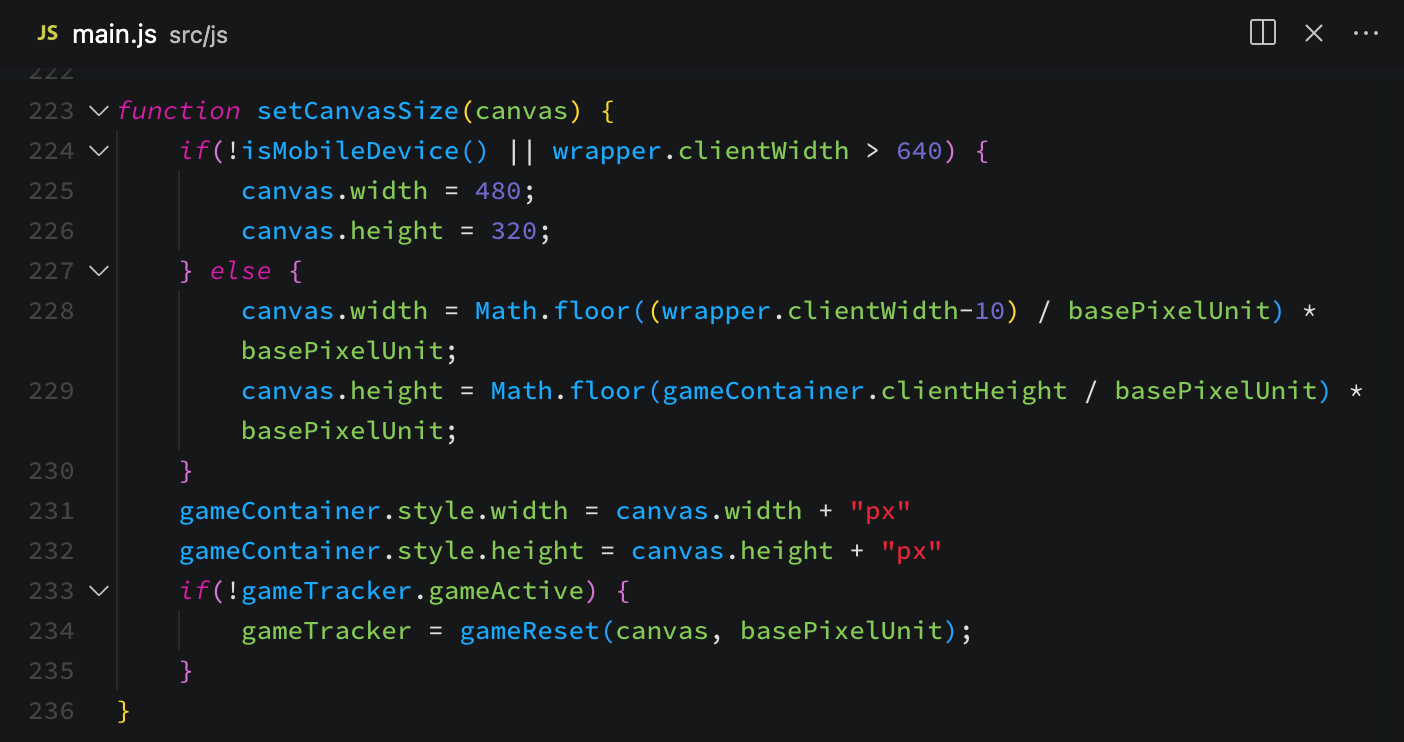 JS main.js src/js
222
223 function setCanvasSize(canvas) {
224 if(!isMobileDevice() || wrapper.clientWidth > 640) {
225 canvas.width = 480;
226 canvas.height = 320;
227 } else {
228 canvas.width = Math.floor((wrapper.clientWidth-10) / basePixelUnit) *
basePixelUnit;
229 canvas.height = Math.floor(gameContainer.clientHeight / basePixelUnit) *
basePixelUnit;
230 }
231 gameContainer.style.width = canvas.width + "px"
232 gameContainer.style.height = canvas.height + "px"
233 if(!gameTracker.gameActive) {
234 gameTracker = gameReset(canvas, basePixelUnit);
235 }
236 }